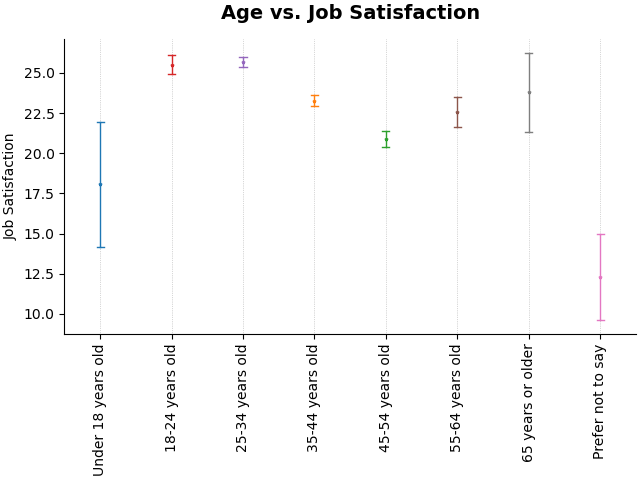 Age vs. Job Satisfaction
Job Satisfaction
25.0
22.5
20.0
17.5
15.0
12.5
10.0
Under 18 years old
18-24 years old
25-34 years old
35-44 years old
45-54 years old
55-64 years old
65 years or older
Prefer not to say